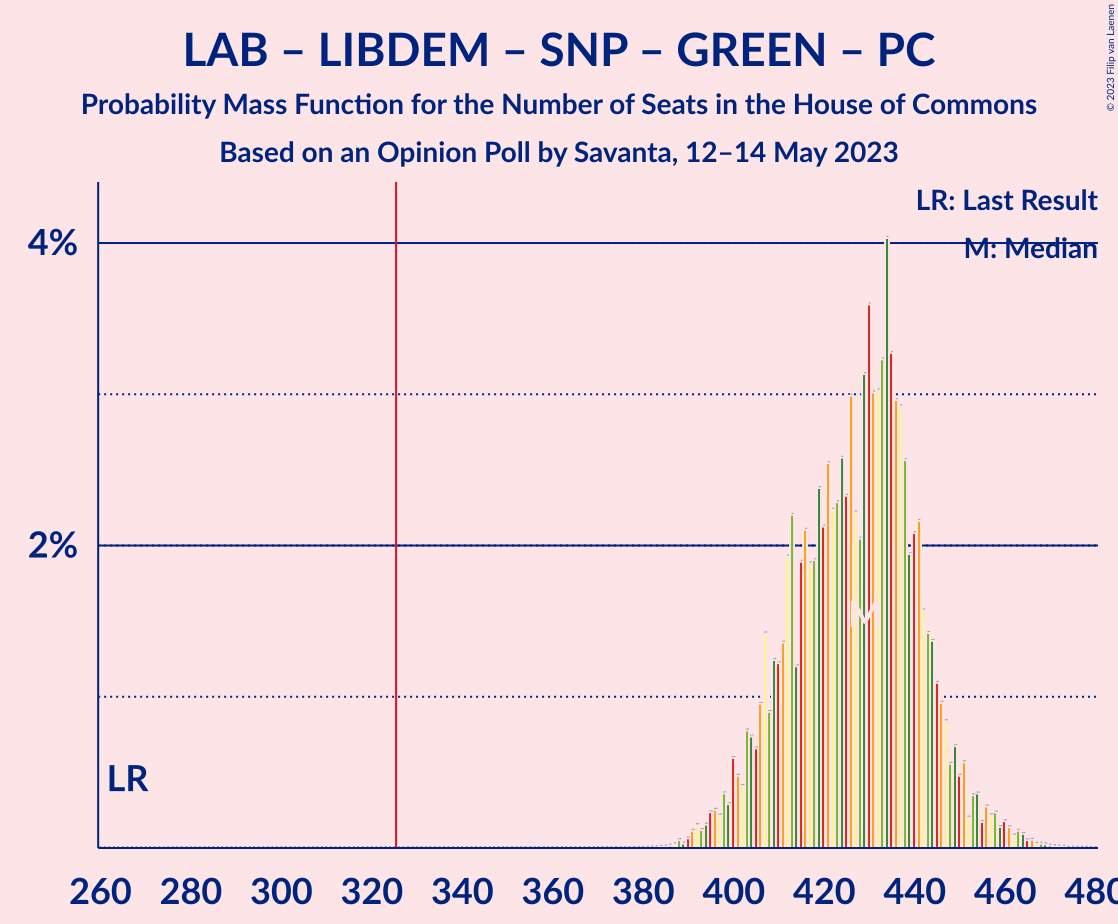 LAB – LIBDEM – SNP – GREEN – PC
Probability Mass Function for the Number of Seats in the House of Commons
Based on an Opinion Poll by Savanta, 12–14 May 2023
© 2023 Filip van Laenen
LR: Last Result
M: Median
4%
2%
M
LR
260 280 300 320 340 360 380 400 420 440 460 480